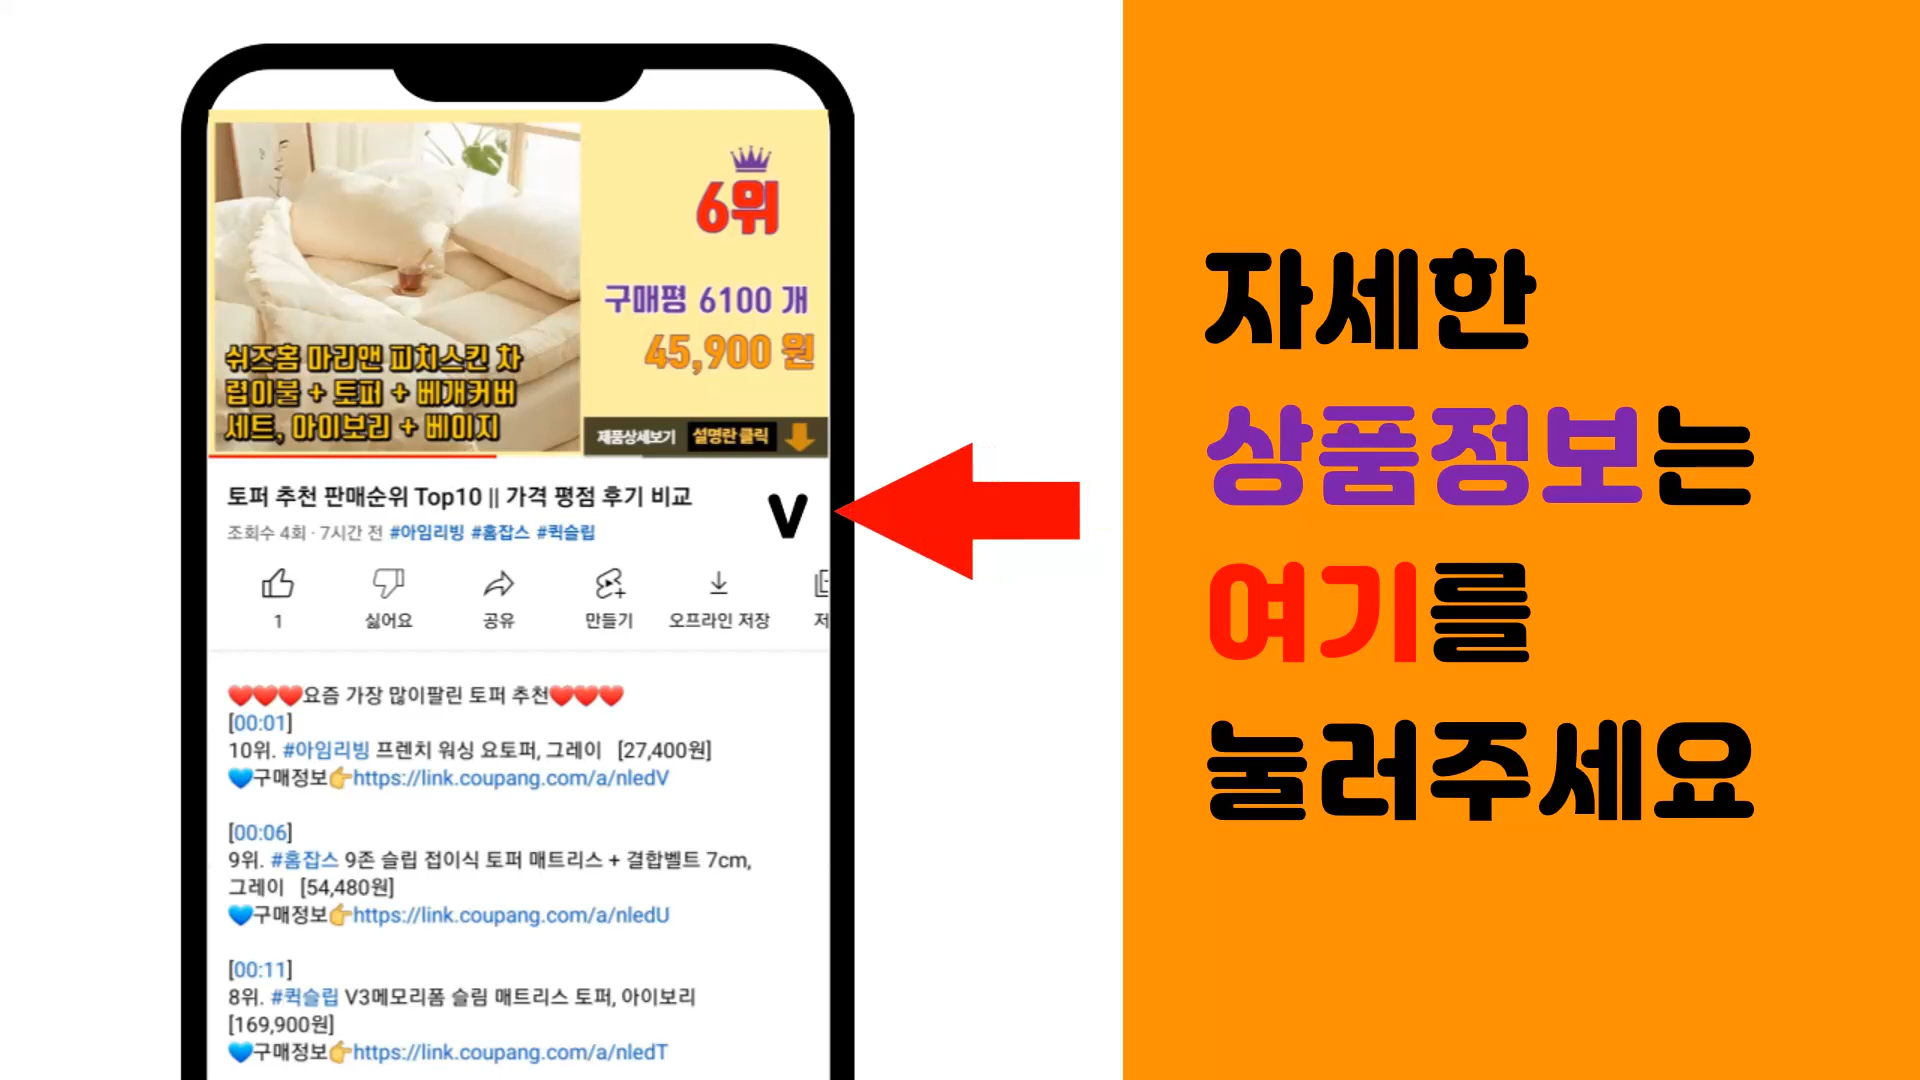 6위
구매평 6100 개
45,900 원
쉬즈홈 마리앤 피치스킨 차
렵이불 + 토퍼 + 베개커버
세트, 아이보리 + 베이지
제품상세보기 설명란 클릭
토퍼 추천 판매순위 Top10 || 가격 평점 후기 비교
V
조회수 4회 · 7시간 전 #아임리빙 #홈잡스 #퀵슬립
1 싫어요 공유 만들기 오프라인 저장 저
❤️❤️❤️요즘 가장 많이팔린 토퍼 추천❤️❤️❤️
[00:01]
10위. #아임리빙 프렌치 워싱 요토퍼, 그레이 [27,400원]
💙구매정보👉https://link.coupang.com/a/nledV
[00:06]
9위. #홈잡스 9존 슬립 접이식 토퍼 매트리스 + 결합벨트 7cm,
그레이 [54,480원]
💙구매정보👉https://link.coupang.com/a/nledU
[00:11]
8위. #퀵슬립 V3메모리폼 슬림 매트리스 토퍼, 아이보리
[169,900원]
💙구매정보👉https://link.coupang.com/a/nledT
자세한
상품정보는
여기를
눌러주세요